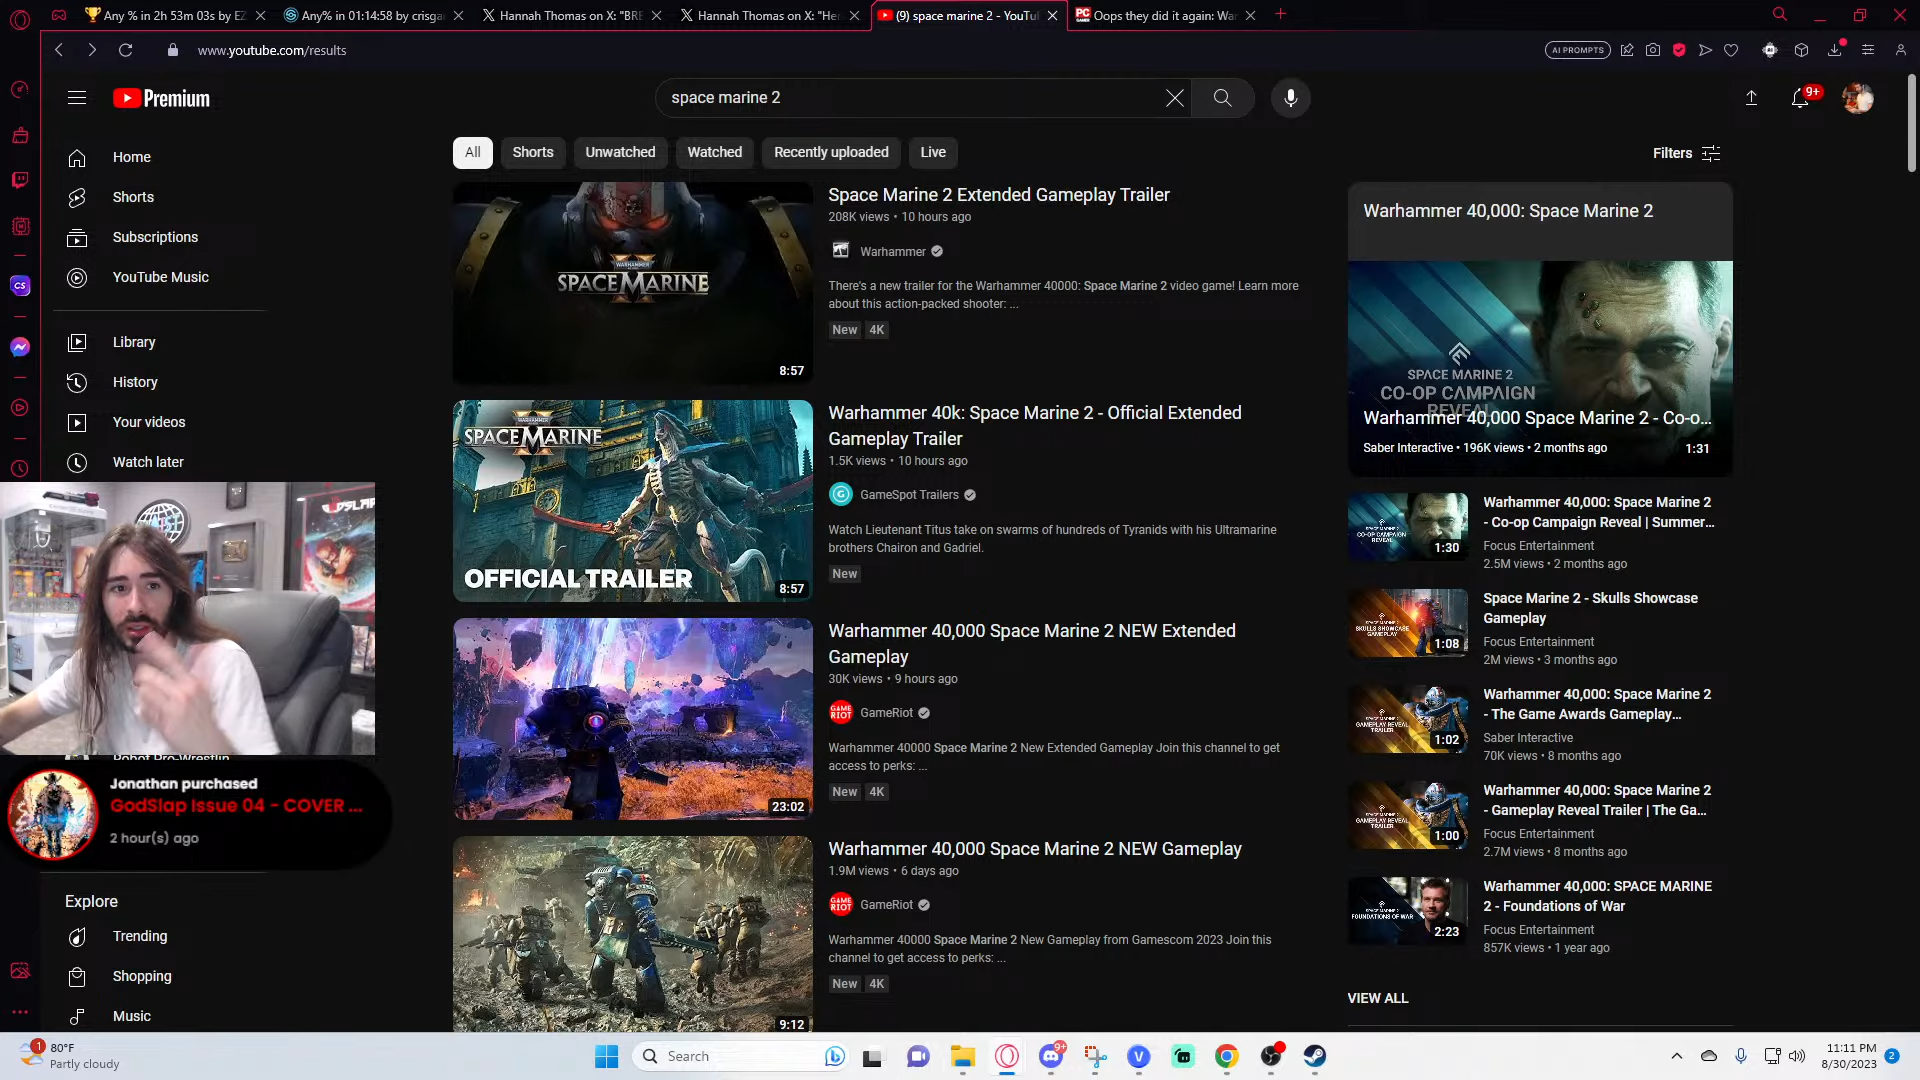 Any % in 2h 53m 03s by EZ
Any% in 01:14:58 by crisga
Hannah Thomas on X: "BRE
Hannah Thomas on X: "He
(9) space marine 2 - YouTu
Oops they did it again: Wa
www.youtube.com/results
AI PROMPTS
Premium
space marine 2
9+
All
Shorts
Unwatched
Watched
Recently uploaded
Live
Filters
Home
Shorts
Subscriptions
YouTube Music
Library
History
Your videos
Watch later
Robot Pro-Wrestlin
Jonathan purchased
GodSlap Issue 04 - COVER ...
2 hour(s) ago
Explore
Trending
Shopping
Music
SPACE MARINE
8:57
Space Marine 2 Extended Gameplay Trailer
208K views • 10 hours ago
Warhammer
There's a new trailer for the Warhammer 40000: Space Marine 2 video game! Learn more
about this action-packed shooter: ...
New 4K
SPACE MARINE
OFFICIAL TRAILER
8:57
Warhammer 40k: Space Marine 2 - Official Extended
Gameplay Trailer
1.5K views • 10 hours ago
GameSpot Trailers
Watch Lieutenant Titus take on swarms of hundreds of Tyranids with his Ultramarine
brothers Chairon and Gadriel.
New
23:02
Warhammer 40,000 Space Marine 2 NEW Extended
Gameplay
30K views • 9 hours ago
GAME RIOT
GameRiot
Warhammer 40000 Space Marine 2 New Extended Gameplay Join this channel to get
access to perks: ...
New 4K
9:12
Warhammer 40,000 Space Marine 2 NEW Gameplay
1.9M views • 6 days ago
GAME RIOT
GameRiot
Warhammer 40000 Space Marine 2 New Gameplay from Gamescom 2023 Join this
channel to get access to perks: ...
New 4K
Warhammer 40,000: Space Marine 2
SPACE MARINE 2
CO-OP CAMPAIGN
REVEAL
Warhammer 40,000 Space Marine 2 - Co-o...
Saber Interactive • 196K views • 2 months ago
1:31
1:30
Warhammer 40,000: Space Marine 2
- Co-op Campaign Reveal | Summer...
Focus Entertainment
2.5M views • 2 months ago
1:08
Space Marine 2 - Skulls Showcase
Gameplay
Focus Entertainment
2M views • 3 months ago
1:02
Warhammer 40,000: Space Marine 2
- The Game Awards Gameplay...
Saber Interactive
70K views • 8 months ago
1:00
Warhammer 40,000: Space Marine 2
- Gameplay Reveal Trailer | The Ga...
Focus Entertainment
2.7M views • 8 months ago
FOUNDATIONS OF WAR
2:23
Warhammer 40,000: SPACE MARINE
2 - Foundations of War
Focus Entertainment
857K views • 1 year ago
VIEW ALL
1
80°F
Partly cloudy
Search
9+
11:11 PM
8/30/2023
2